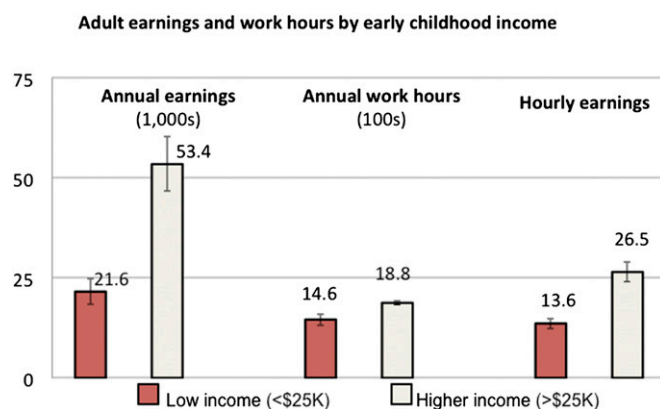 Adult earnings and work hours by early childhood income
75
50
25
0
Annual earnings
(1,000s)
53.4
21.6
Annual work hours
(100s)
14.6
18.8
Hourly earnings
13.6
26.5
Low income (<$25K)
Higher income (>$25K)